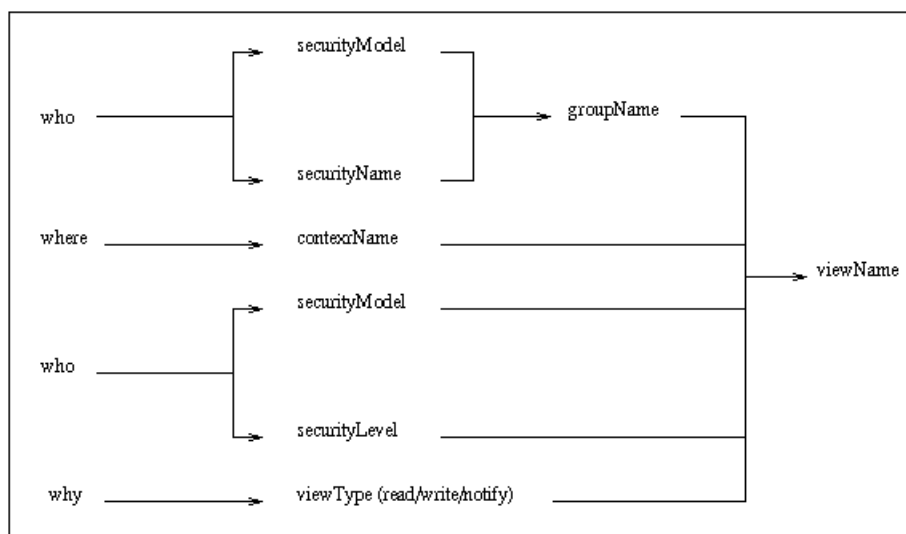 securityModel
who
groupName
securityName
where
contexrName
viewName
securityModel
who
securityLevel
why
viewType (read/write/notify)